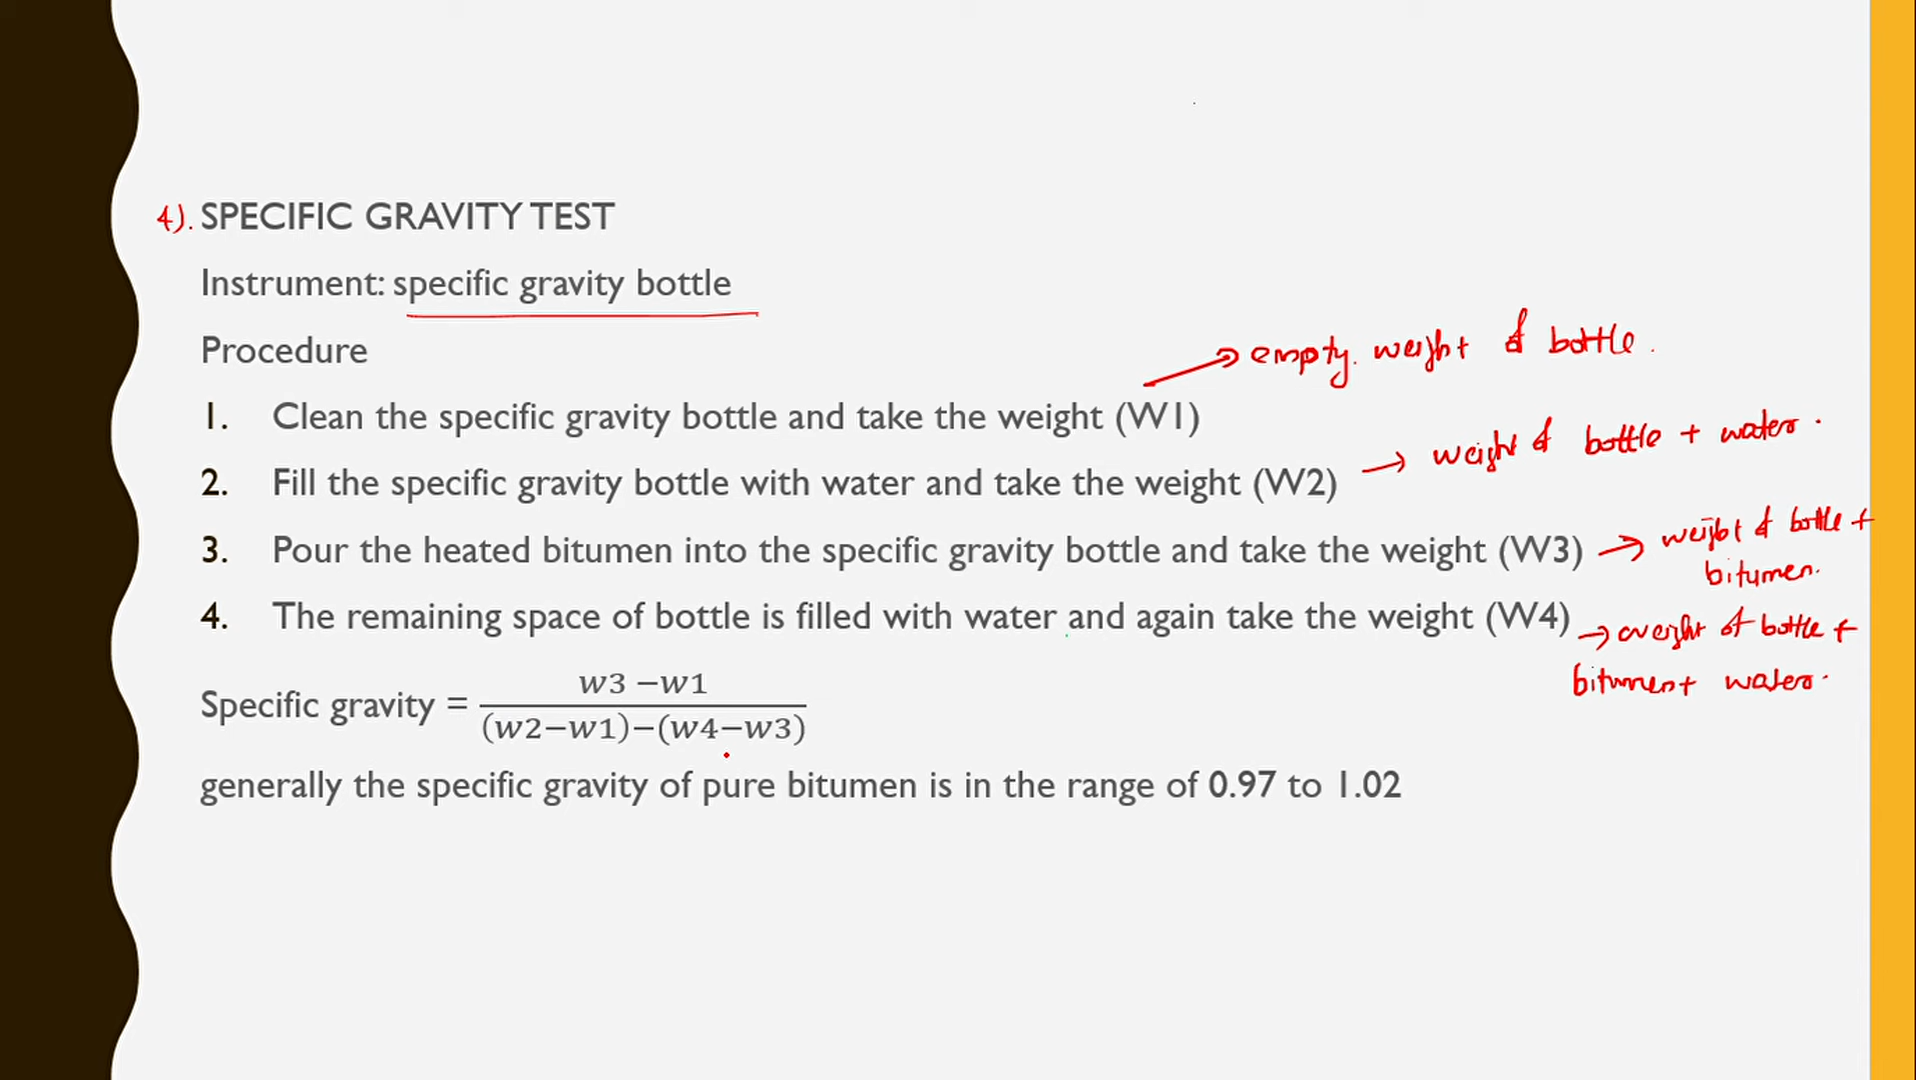 4). SPECIFIC GRAVITY TEST
Instrument: specific gravity bottle
Procedure
→ empty weight of bottle.
1. Clean the specific gravity bottle and take the weight (W1)
→ weight of bottle + water.
2. Fill the specific gravity bottle with water and take the weight (W2)
3. Pour the heated bitumen into the specific gravity bottle and take the weight (W3) → weight of bottle +
bitumen.
4. The remaining space of bottle is filled with water and again take the weight (W4) → weight of bottle +
bitumen + water.
Specific gravity = \frac{w3 −w1}{(w2−w1)−(w4−w3)}
generally the specific gravity of pure bitumen is in the range of 0.97 to 1.02